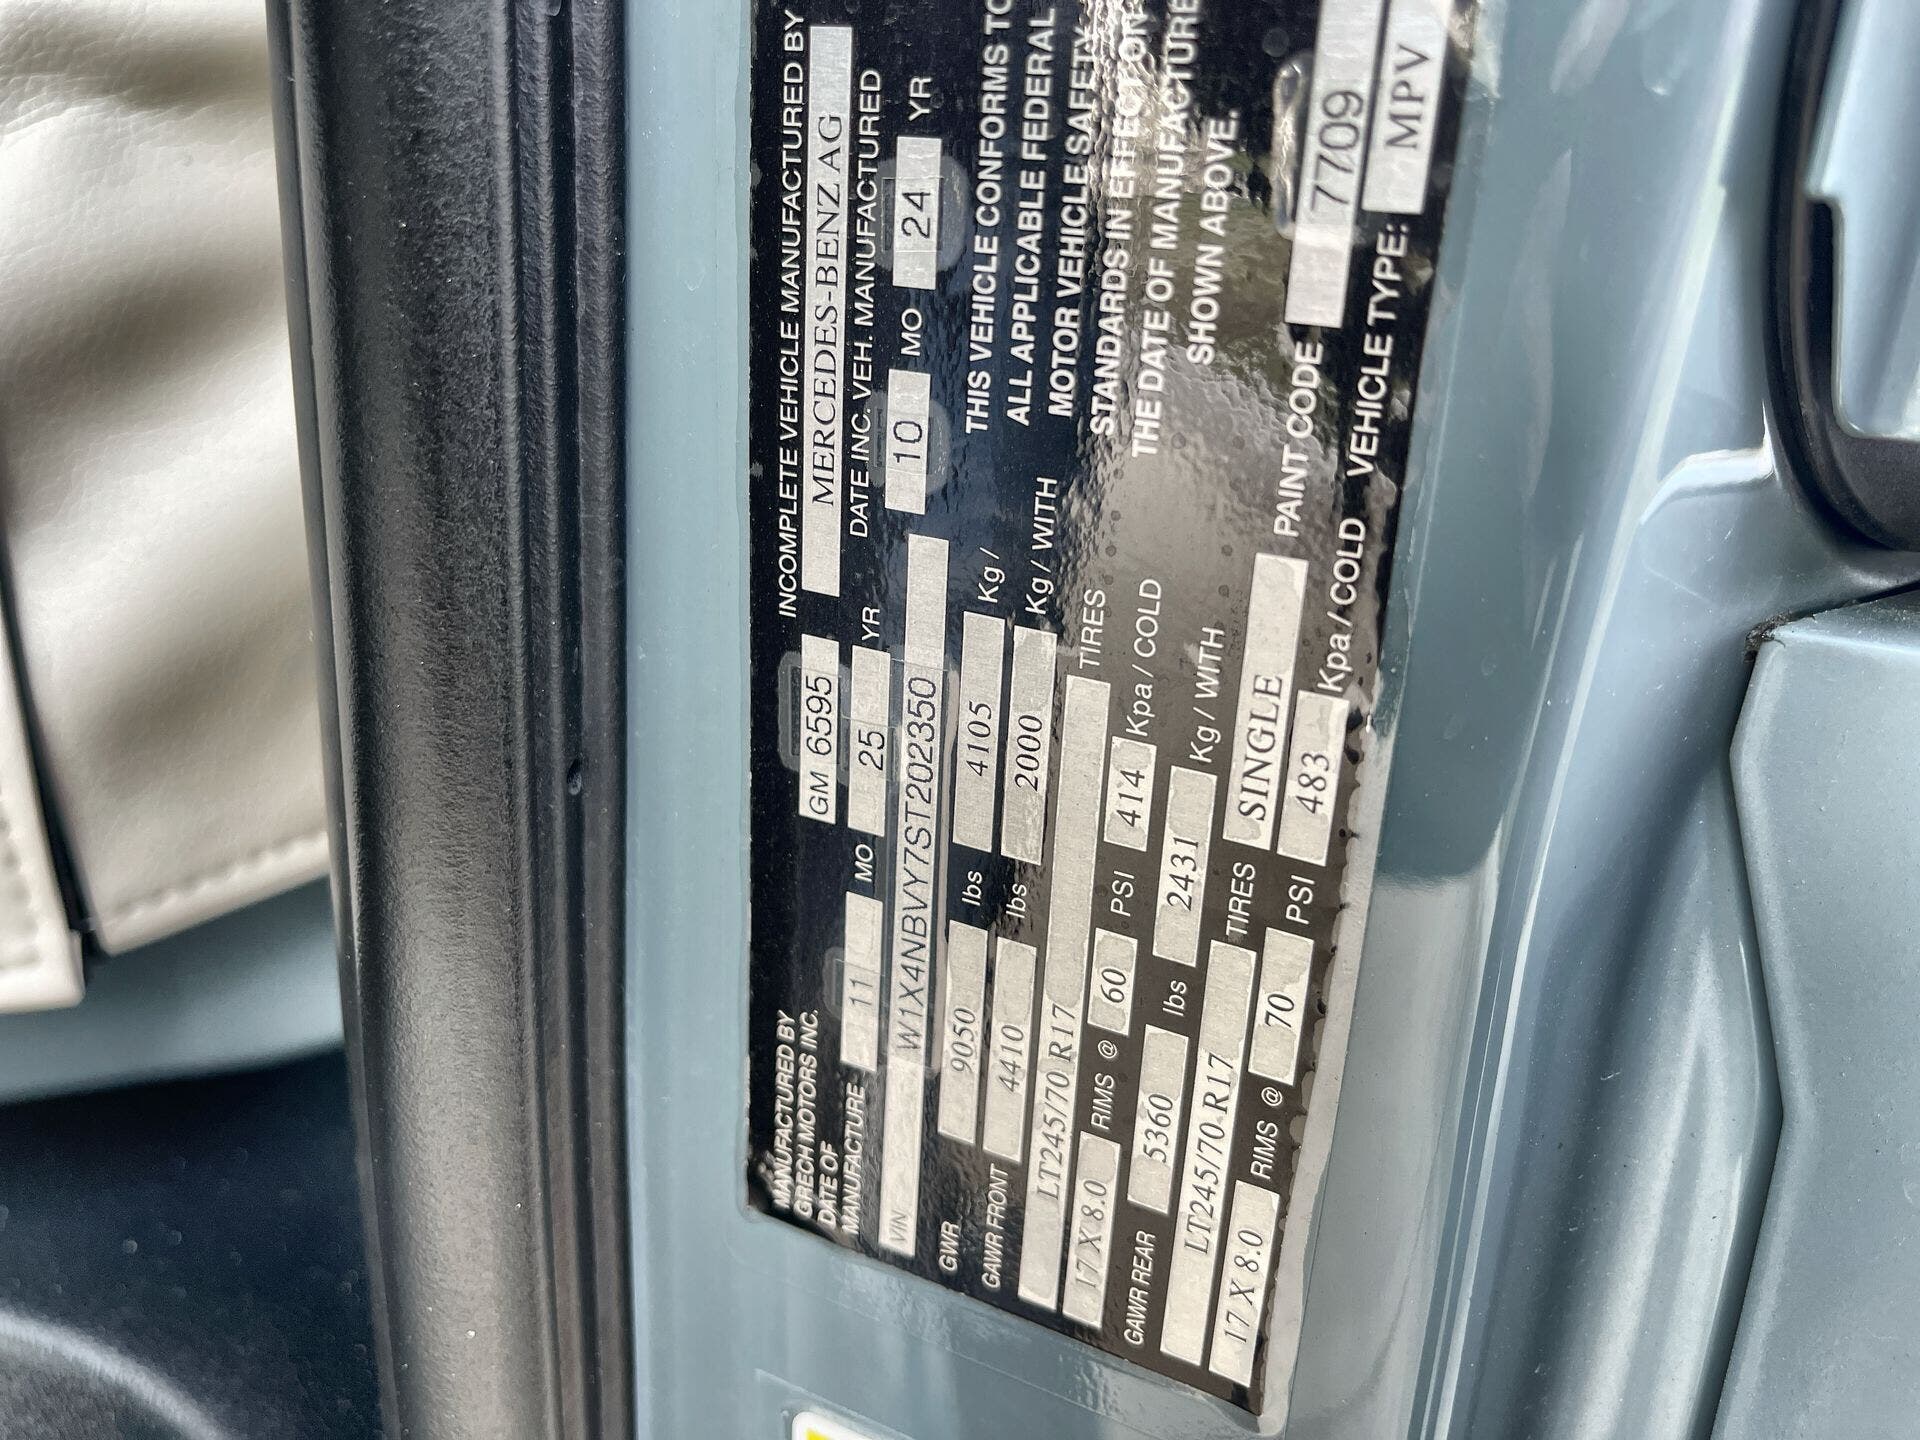 MANUFACTURED BY GRECH MOTORS INC. GM 6595 INCOMPLETE VEHICLE MANUFACTURED BY MERCEDES-BENZ AG
DATE OF MANUFACTURE 11 MO 25 YR DATE INC. VEH. MANUFACTURED
10 MO 24 YR
VIN W1X4NBVY7ST202350
GWR 9050 lbs 4105 Kg /
GAWR FRONT 4410 lbs 2000 Kg / WITH
LT245/70 R17 TIRES
17 X 8.0 RIMS @ 60 PSI 414 Kpa / COLD
GAWR REAR 5360 lbs 2431 Kg / WITH
LT245/70 R17 TIRES SINGLE
17 X 8.0 RIMS @ 70 PSI 483 Kpa / COLD
THIS VEHICLE CONFORMS TO
ALL APPLICABLE FEDERAL
MOTOR VEHICLE SAFETY
STANDARDS IN EFFECT ON
THE DATE OF MANUFACTURE
SHOWN ABOVE.
PAINT CODE 7709
VEHICLE TYPE: MPV